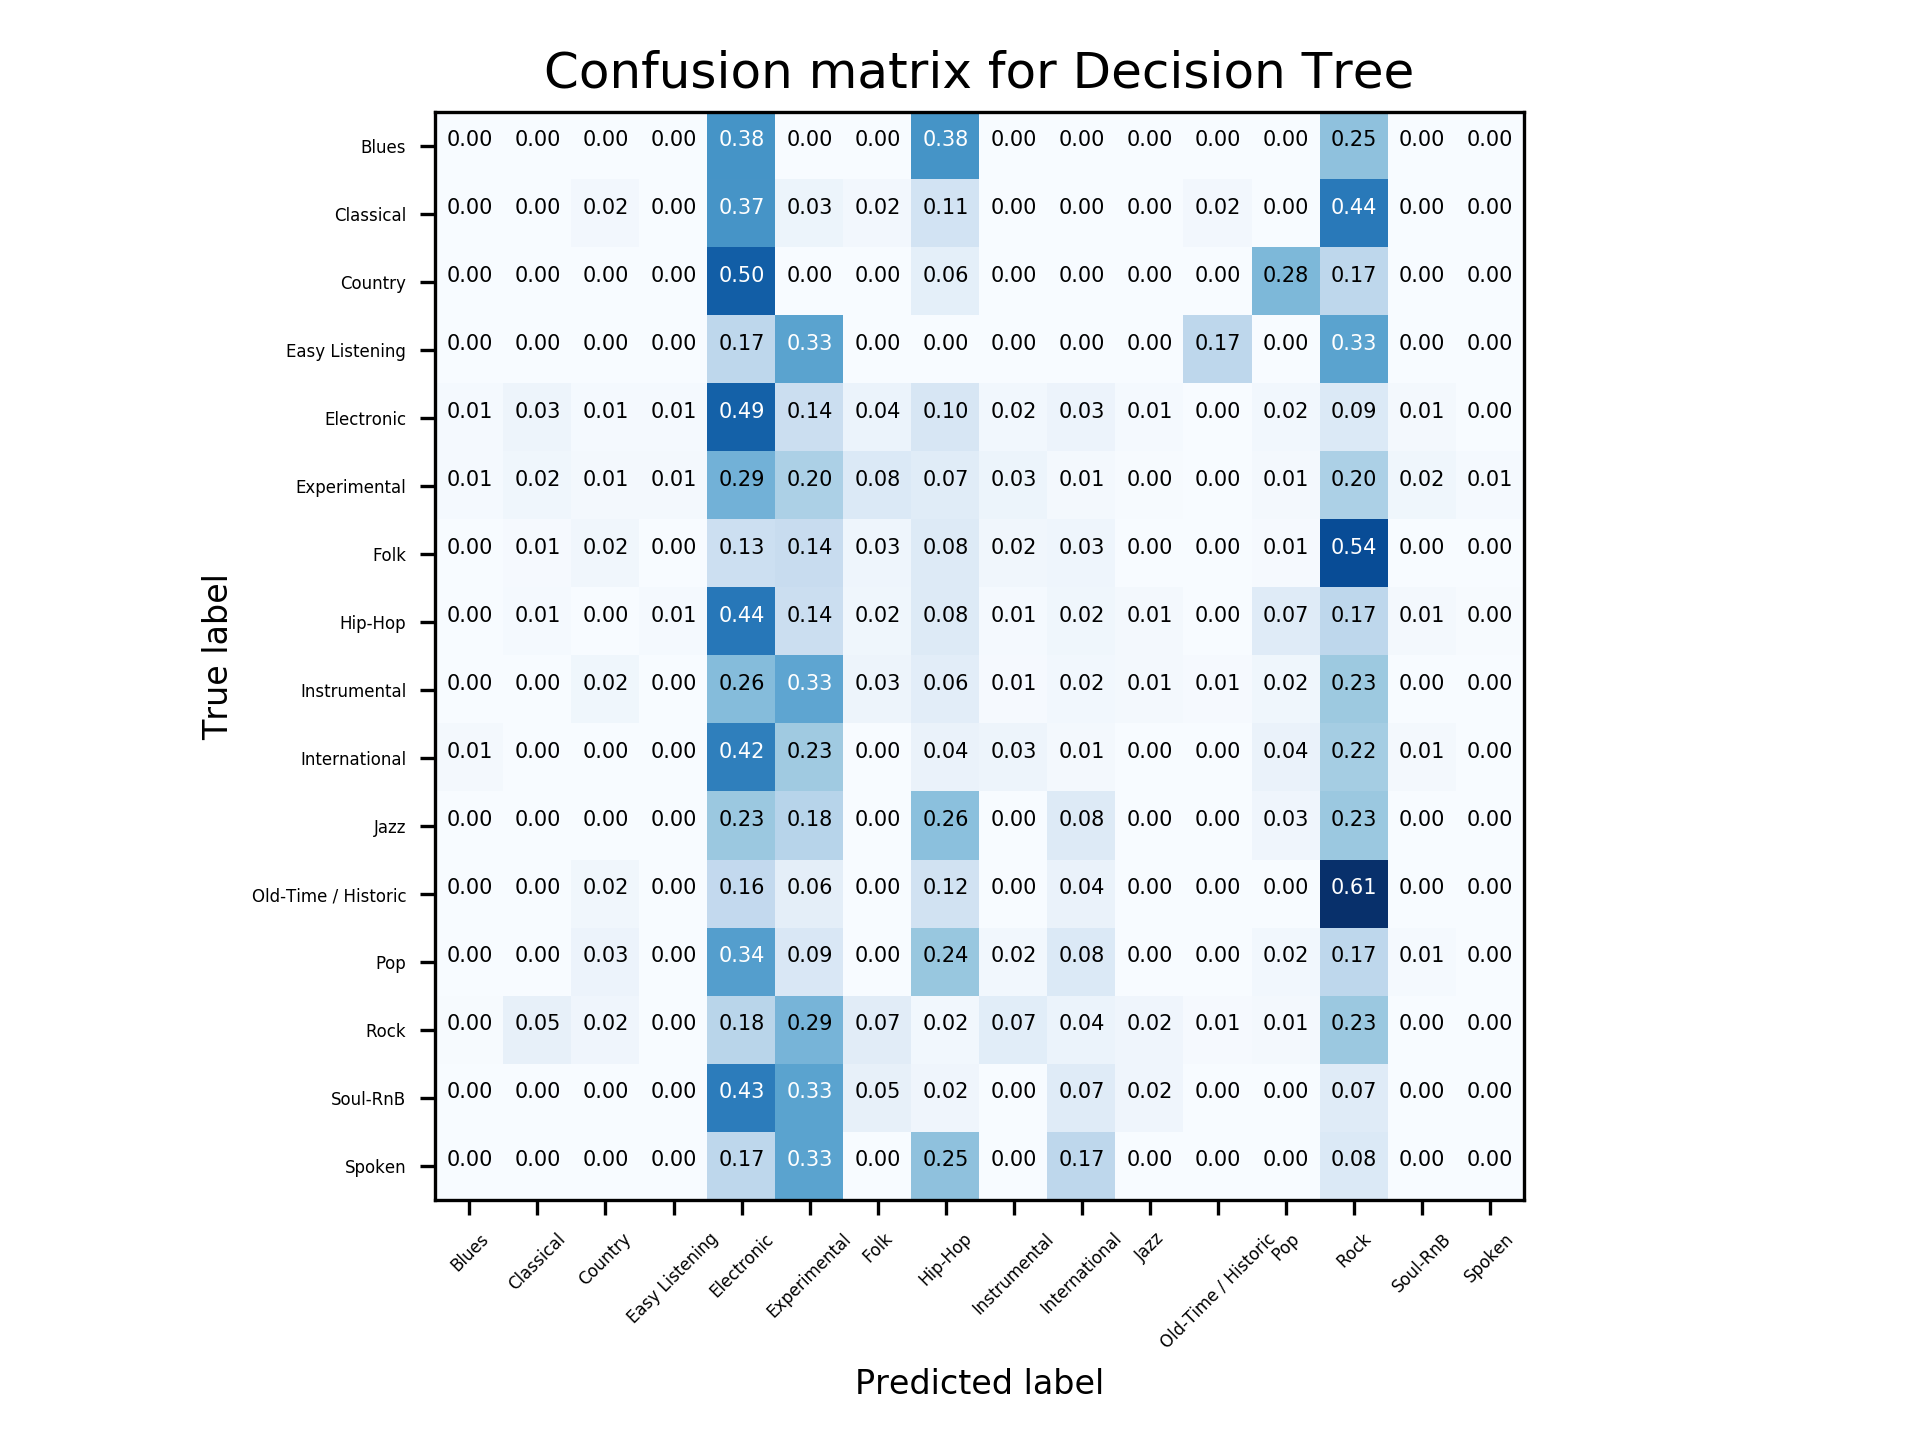 Confusion matrix for Decision Tree
True label
Blues 0.00 0.00 0.00 0.00 0.38 0.00 0.00 0.38 0.00 0.00 0.00 0.00 0.00 0.25 0.00 0.00
Classical 0.00 0.00 0.02 0.00 0.37 0.03 0.02 0.11 0.00 0.00 0.00 0.02 0.00 0.44 0.00 0.00
Country 0.00 0.00 0.00 0.00 0.50 0.00 0.00 0.06 0.00 0.00 0.00 0.00 0.28 0.17 0.00 0.00
Easy Listening 0.00 0.00 0.00 0.00 0.17 0.33 0.00 0.00 0.00 0.00 0.00 0.17 0.00 0.33 0.00 0.00
Electronic 0.01 0.03 0.01 0.01 0.49 0.14 0.04 0.10 0.02 0.03 0.01 0.00 0.02 0.09 0.01 0.00
Experimental 0.01 0.02 0.01 0.01 0.29 0.20 0.08 0.07 0.03 0.01 0.00 0.00 0.01 0.20 0.02 0.01
Folk 0.00 0.01 0.02 0.00 0.13 0.14 0.03 0.08 0.02 0.03 0.00 0.00 0.01 0.54 0.00 0.00
Hip-Hop 0.00 0.01 0.00 0.01 0.44 0.14 0.02 0.08 0.01 0.02 0.01 0.00 0.07 0.17 0.01 0.00
Instrumental 0.00 0.00 0.02 0.00 0.26 0.33 0.03 0.06 0.01 0.02 0.01 0.01 0.02 0.23 0.00 0.00
International 0.01 0.00 0.00 0.00 0.42 0.23 0.00 0.04 0.03 0.01 0.00 0.00 0.04 0.22 0.01 0.00
Jazz 0.00 0.00 0.00 0.00 0.23 0.18 0.00 0.26 0.00 0.08 0.00 0.00 0.03 0.23 0.00 0.00
Old-Time / Historic 0.00 0.00 0.02 0.00 0.16 0.06 0.00 0.12 0.00 0.04 0.00 0.00 0.00 0.61 0.00 0.00
Pop 0.00 0.00 0.03 0.00 0.34 0.09 0.00 0.24 0.02 0.08 0.00 0.00 0.02 0.17 0.01 0.00
Rock 0.00 0.05 0.02 0.00 0.18 0.29 0.07 0.02 0.07 0.04 0.02 0.01 0.01 0.23 0.00 0.00
Soul-RnB 0.00 0.00 0.00 0.00 0.43 0.33 0.05 0.02 0.00 0.07 0.02 0.00 0.00 0.07 0.00 0.00
Spoken 0.00 0.00 0.00 0.00 0.17 0.33 0.00 0.25 0.00 0.17 0.00 0.00 0.00 0.08 0.00 0.00
Blues Classical Country Easy Listening Electronic Experimental Folk Hip-Hop Instrumental International Jazz Old-Time / Historic Pop Rock Soul-RnB Spoken
Predicted label